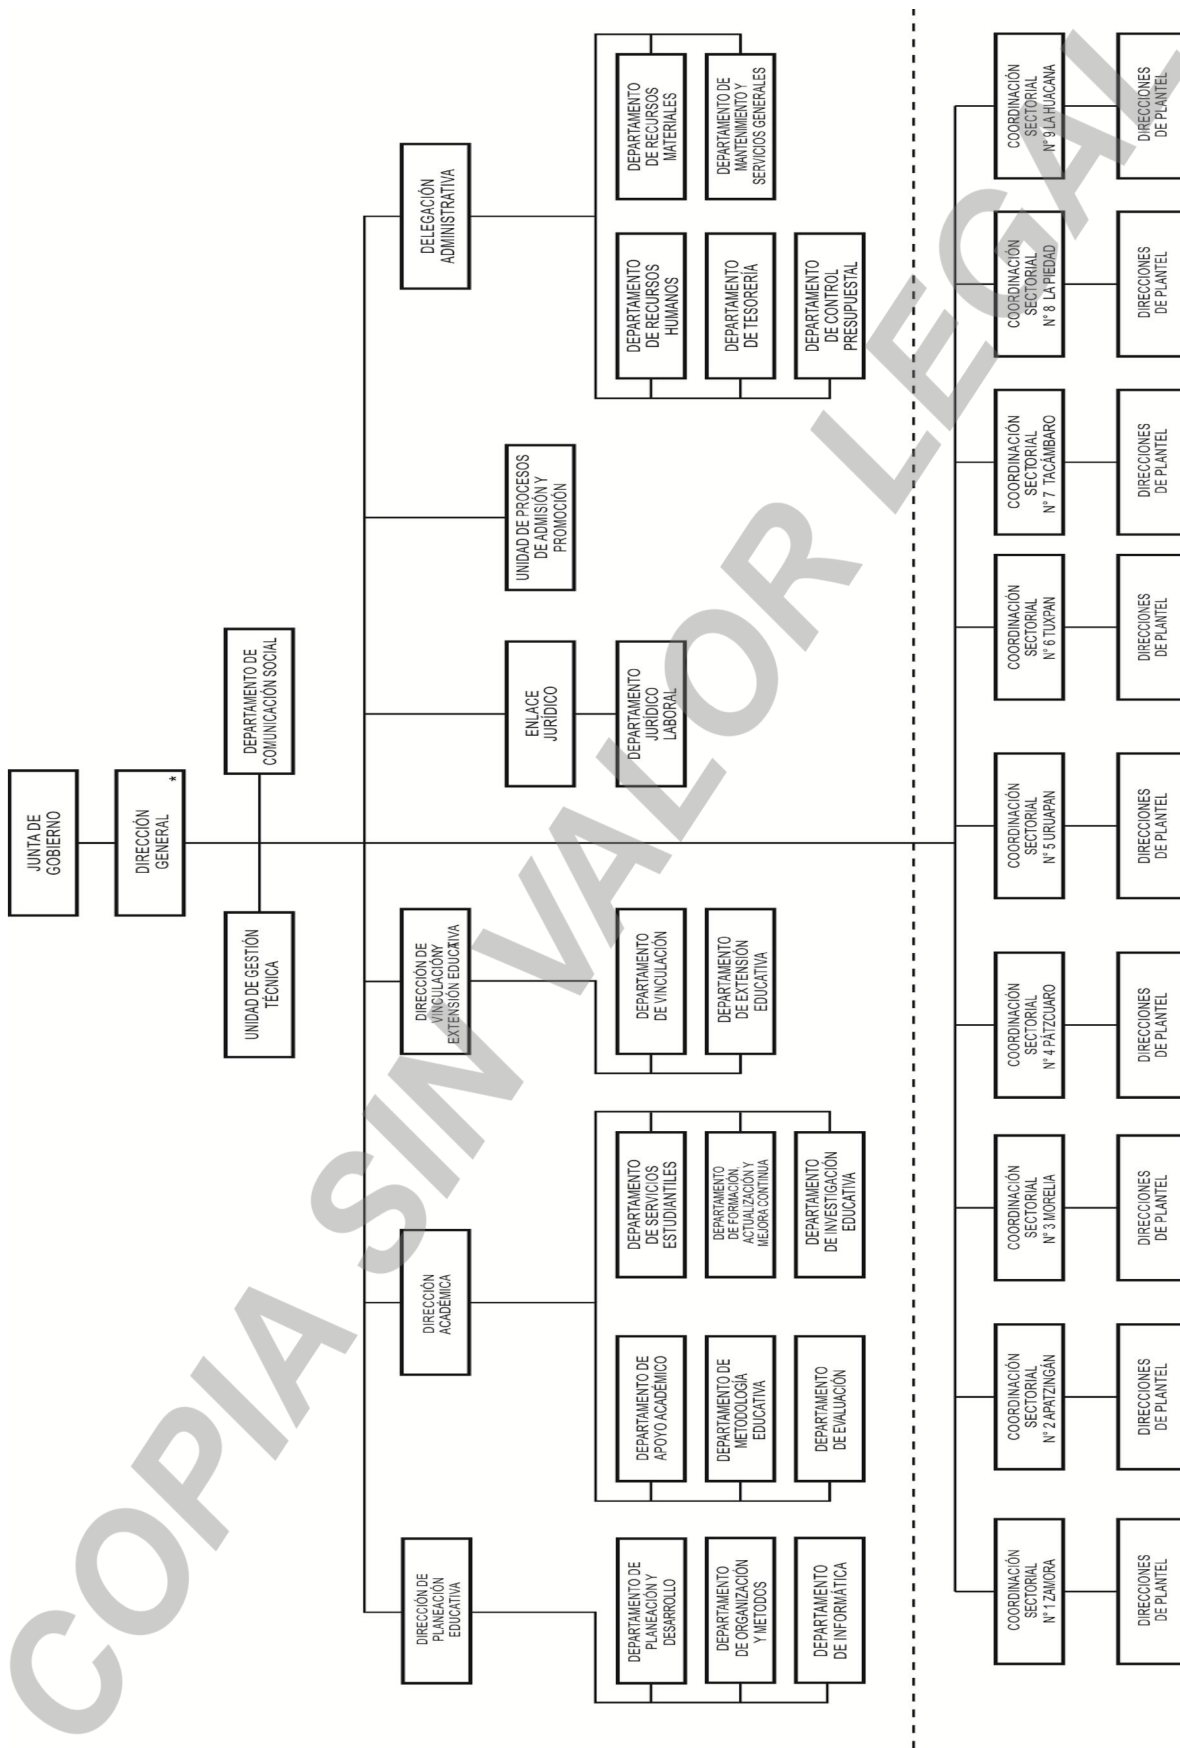 JUNTA DE
GOBIERNO
DIRECCIÓN
GENERAL
*
UNIDAD DE GESTIÓN
TÉCNICA
DEPARTAMENTO DE
COMUNICACIÓN SOCIAL
DIRECCIÓN DE
PLANEACIÓN
EDUCATIVA
DIRECCIÓN
ACADÉMICA
DIRECCIÓN DE
VINCULACIÓNY
EXTENSIÓN EDUCATIVA
DELEGACIÓN
ADMINISTRATIVA
ENLACE
JURÍDICO
UNIDAD DE PROCESOS
DE ADMISIÓN Y
PROMOCIÓN
DEPARTAMENTO DE
PLANEACIÓN Y
DESARROLLO
DEPARTAMENTO DE
APOYO ACADÉMICO
DEPARTAMENTO
DE SERVICIOS
ESTUDIANTILES
DEPARTAMENTO
DE VINCULACIÓN
DEPARTAMENTO
JURÍDICO
LABORAL
DEPARTAMENTO
DE RECURSOS
HUMANOS
DEPARTAMENTO
DE RECURSOS
MATERIALES
DEPARTAMENTO
DE ORGANIZACIÓN
Y METODOS
DEPARTAMENTO DE
METODOLOGÍA
EDUCATIVA
DEPARTAMENTO
DE FORMACIÓN,
ACTUALIZACIÓN Y
MEJORA CONTINUA
DEPARTAMENTO
DE EXTENSIÓN
EDUCATIVA
DEPARTAMENTO
DE TESORERÍA
DEPARTAMENTO DE
MANTENIMIENTO Y
SERVICIOS GENERALES
DEPARTAMENTO
DE INFORMÁTICA
DEPARTAMENTO
DE EVALUACIÓN
DEPARTAMENTO
DE INVESTIGACIÓN
EDUCATIVA
DEPARTAMENTO
DE CONTROL
PRESUPUESTAL
COORDINACIÓN
SECTORIAL
N° 1 ZAMORA
COORDINACIÓN
SECTORIAL
N° 2 APATZINGÁN
COORDINACIÓN
SECTORIAL
N° 3 MORELIA
COORDINACIÓN
SECTORIAL
N° 4 PÁTZCUARO
COORDINACIÓN
SECTORIAL
N° 5 URUAPAN
COORDINACIÓN
SECTORIAL
N° 6 TUXPAN
COORDINACIÓN
SECTORIAL
N° 7 TACÁMBARO
COORDINACIÓN
SECTORIAL
N° 8 LA PIEDAD
COORDINACIÓN
SECTORIAL
N° 9 LA HUACANA
DIRECCIONES
DE PLANTEL
DIRECCIONES
DE PLANTEL
DIRECCIONES
DE PLANTEL
DIRECCIONES
DE PLANTEL
DIRECCIONES
DE PLANTEL
DIRECCIONES
DE PLANTEL
DIRECCIONES
DE PLANTEL
DIRECCIONES
DE PLANTEL
DIRECCIONES
DE PLANTEL
COPIA SIN VALOR LEGAL